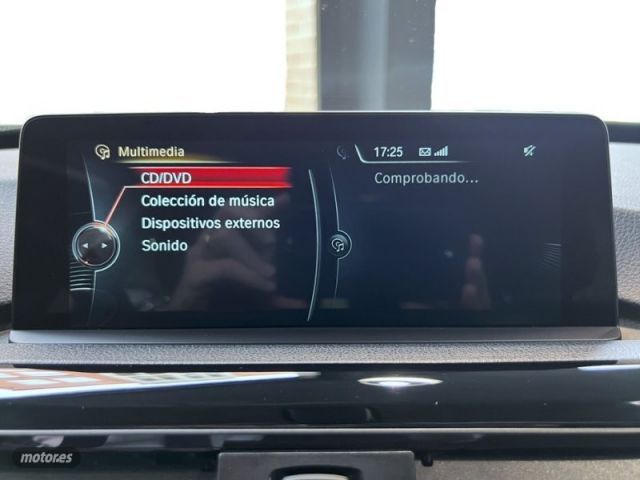 Multimedia
CD/DVD
Colección de música
Dispositivos externos
Sonido
17:25
Comprobando...
motor.es